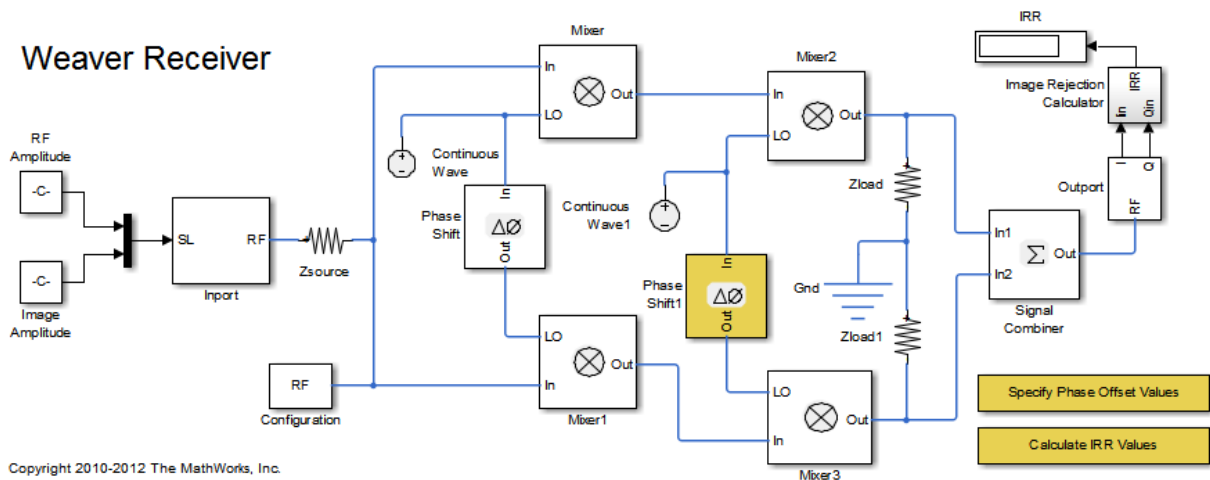 Weaver Receiver
RF
Amplitude
-C-
-C-
Image
Amplitude
SL
RF
Inport
Zsource
RF
Configuration
Continuous
Wave
In
Phase
Shift
ΔØ
Out
Mixer
In
LO
Out
LO
In
Out
Mixer1
Continuous
Wave1
In
Phase
Shift1
ΔØ
Out
Mixer2
In
LO
Out
LO
In
Out
Mixer3
Zload
Gnd
Zload1
In1
In2
Σ
Out
Signal
Combiner
IRR
Image Rejection
Calculator
IRR
Iin
Qin
I
Q
Outport
RF
Specify Phase Offset Values
Calculate IRR Values
Copyright 2010-2012 The MathWorks, Inc.